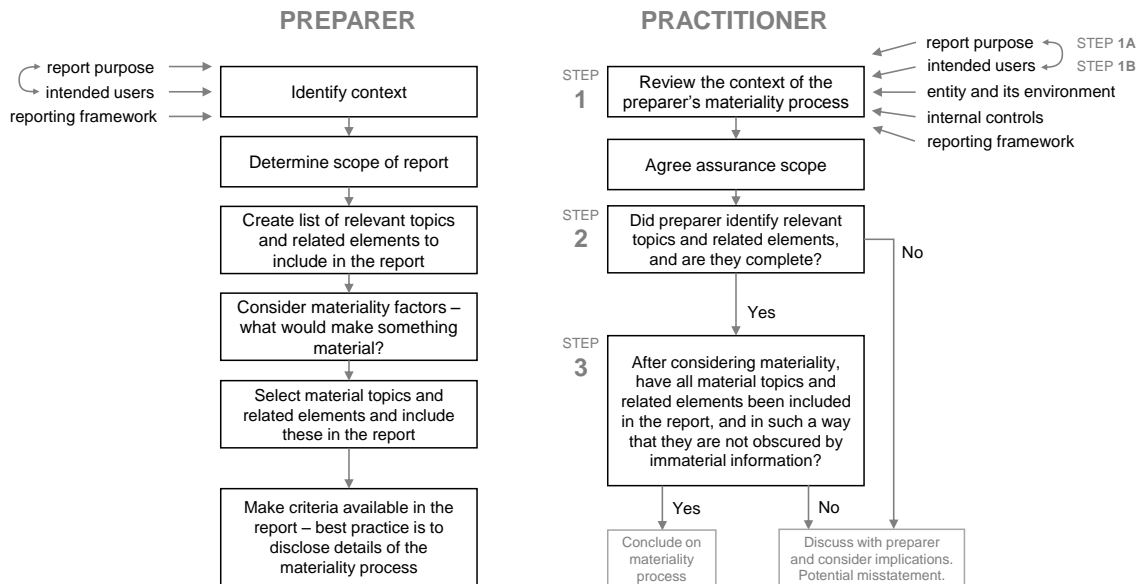 PREPARER
report purpose
intended users
reporting framework
Identify context
Determine scope of report
Create list of relevant topics
and related elements to
include in the report
Consider materiality factors –
what would make something
material?
Select material topics and
related elements and include
these in the report
Make criteria available in the
report – best practice is to
disclose details of the
materiality process
PRACTITIONER
STEP
1
Review the context of the
preparer's materiality process
report purpose
STEP 1A
intended users
STEP 1B
entity and its environment
internal controls
reporting framework
Agree assurance scope
STEP
2
Did preparer identify relevant
topics and related elements,
and are they complete?
No
Yes
STEP
3
After considering materiality,
have all material topics and
related elements been included
in the report, and in such a way
that they are not obscured by
immaterial information?
Yes
No
Conclude on
materiality
process
Discuss with preparer
and consider implications.
Potential misstatement.